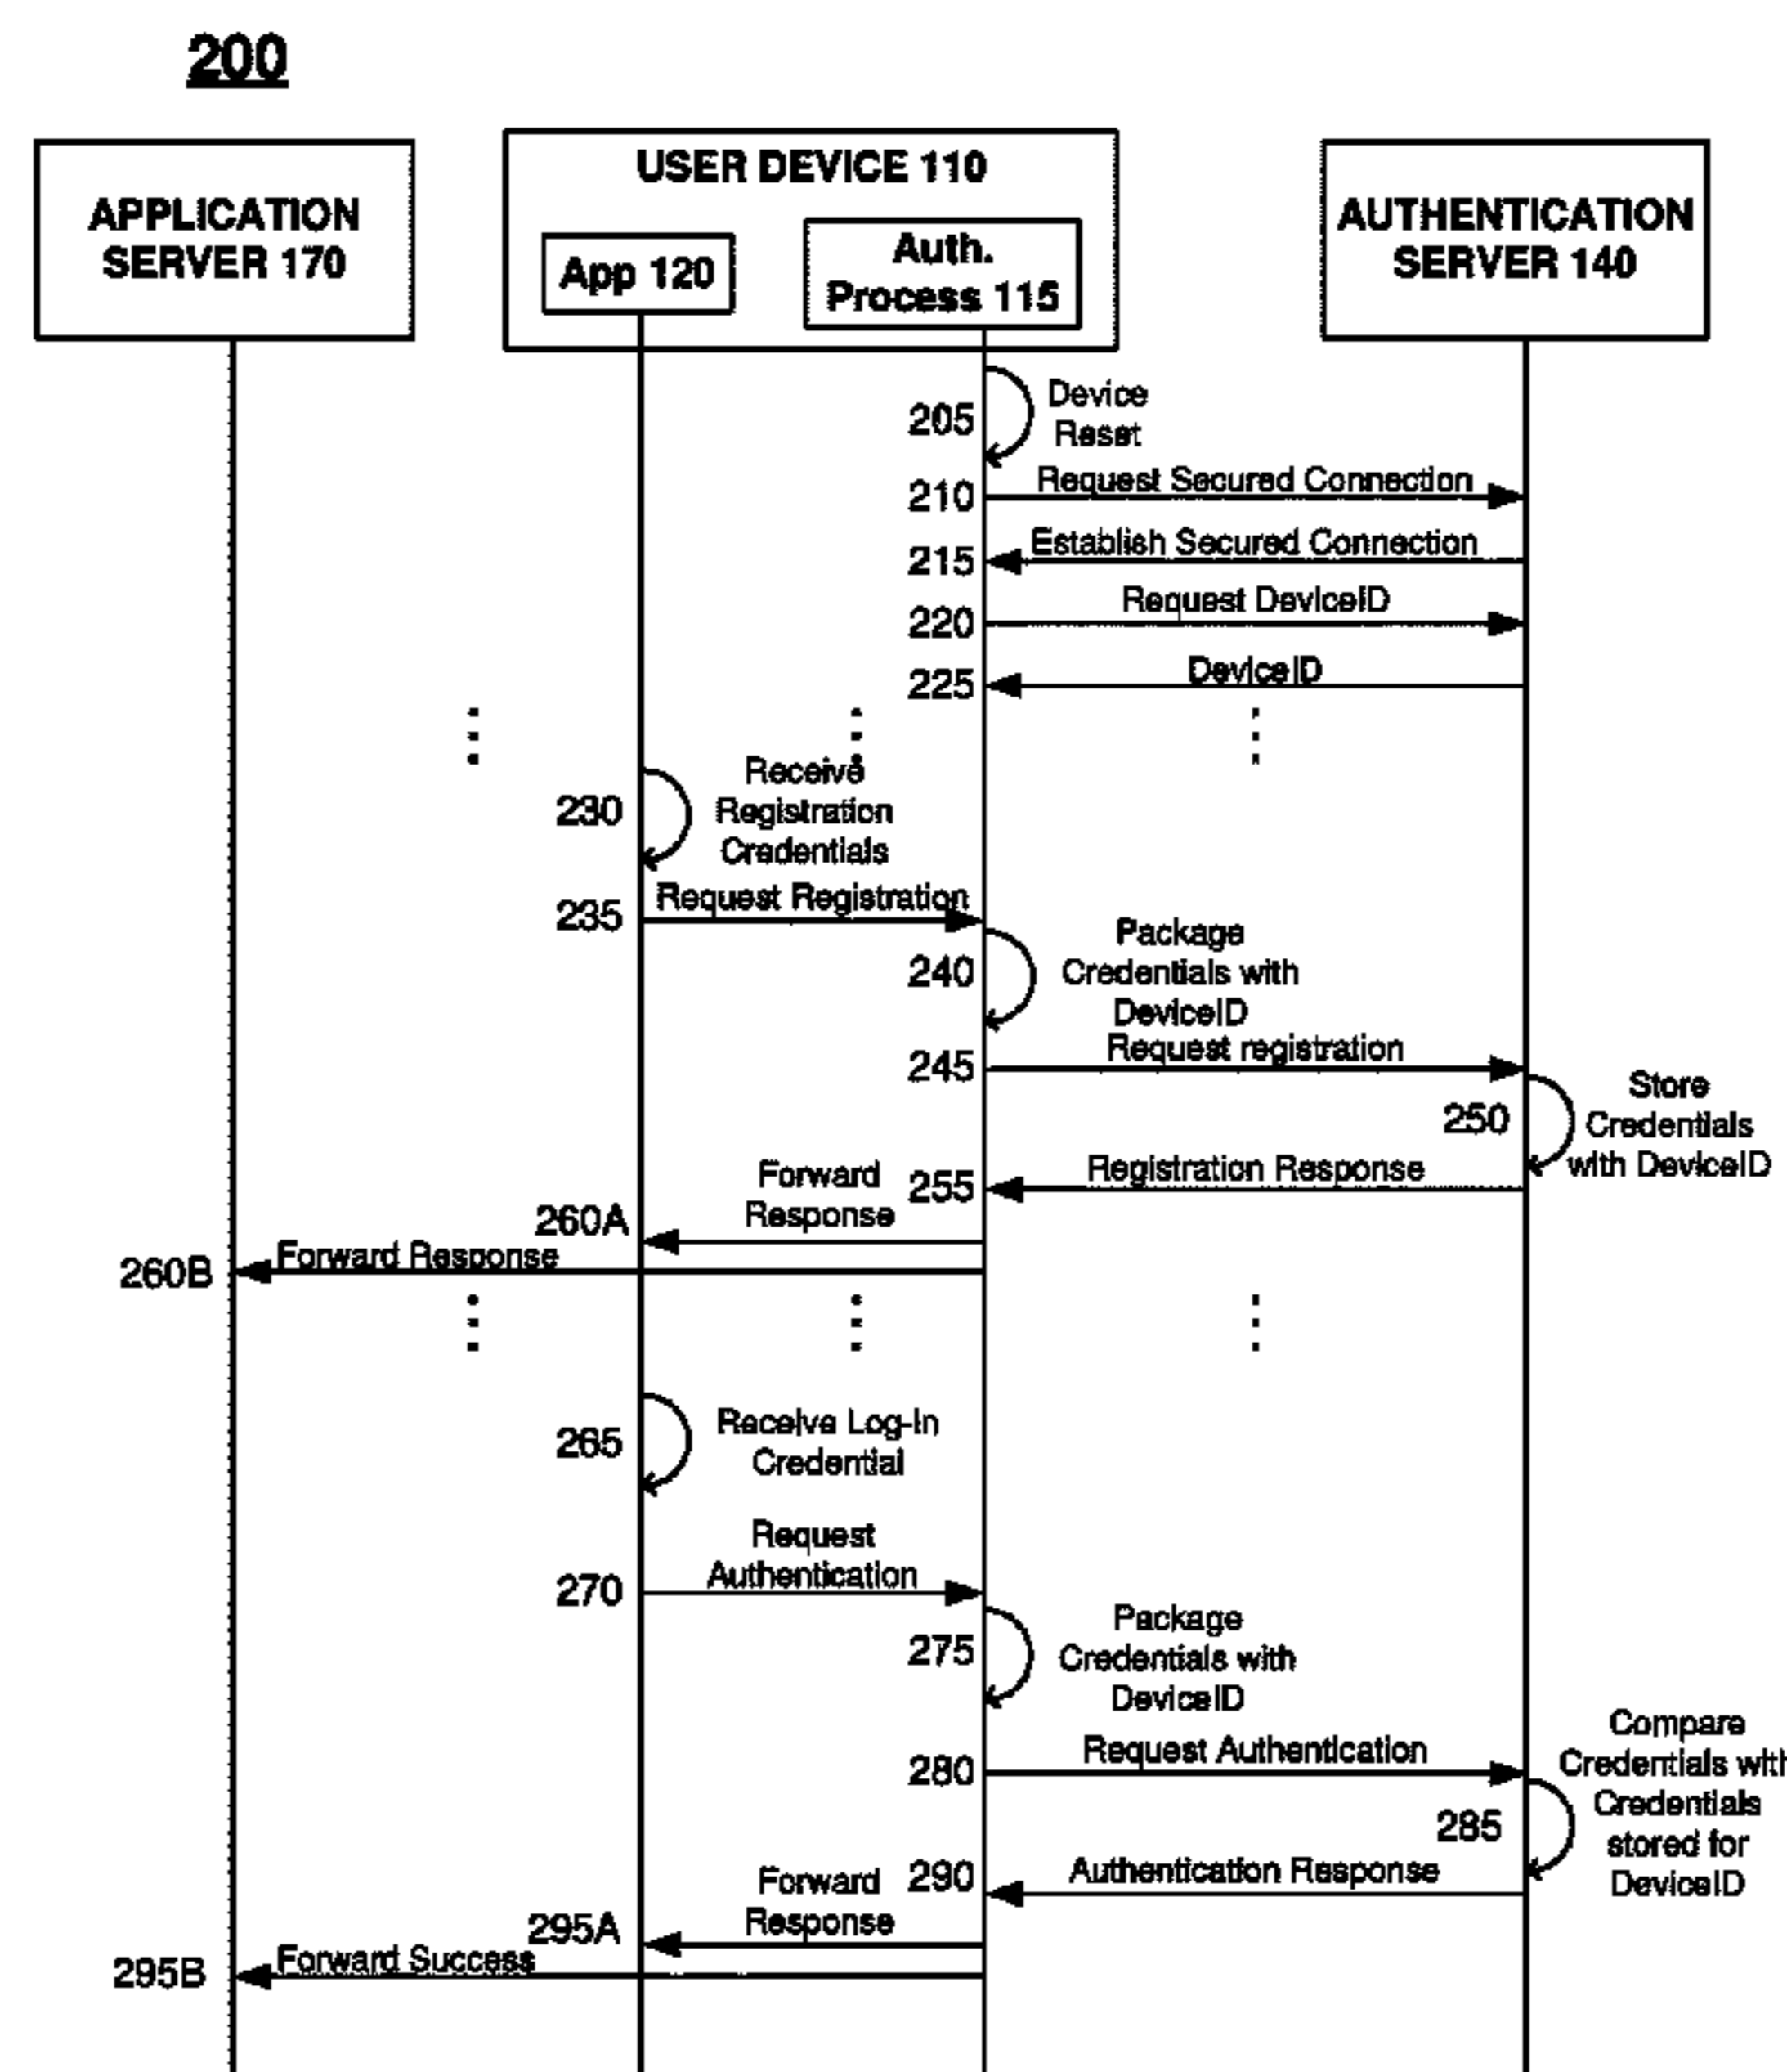 200
APPLICATION
SERVER 170
USER DEVICE 110
App 120
Auth.
Process 115
AUTHENTICATION
SERVER 140
205
Device
Reset
210
Request Secured Connection
215
Establish Secured Connection
220
Request DeviceID
225
DeviceID
230
Receive
Registration
Credentials
235
Request Registration
240
Package
Credentials with
DeviceID
245
Request registration
250
Store
Credentials
with DeviceID
255
Registration Response
260A
Forward
Response
260B
Forward Response
265
Receive Log-In
Credential
270
Request
Authentication
275
Package
Credentials with
DeviceID
280
Request Authentication
285
Compare
Credentials with
Credentials
stored for
DeviceID
290
Authentication Response
295A
Forward
Response
295B
Forward Success